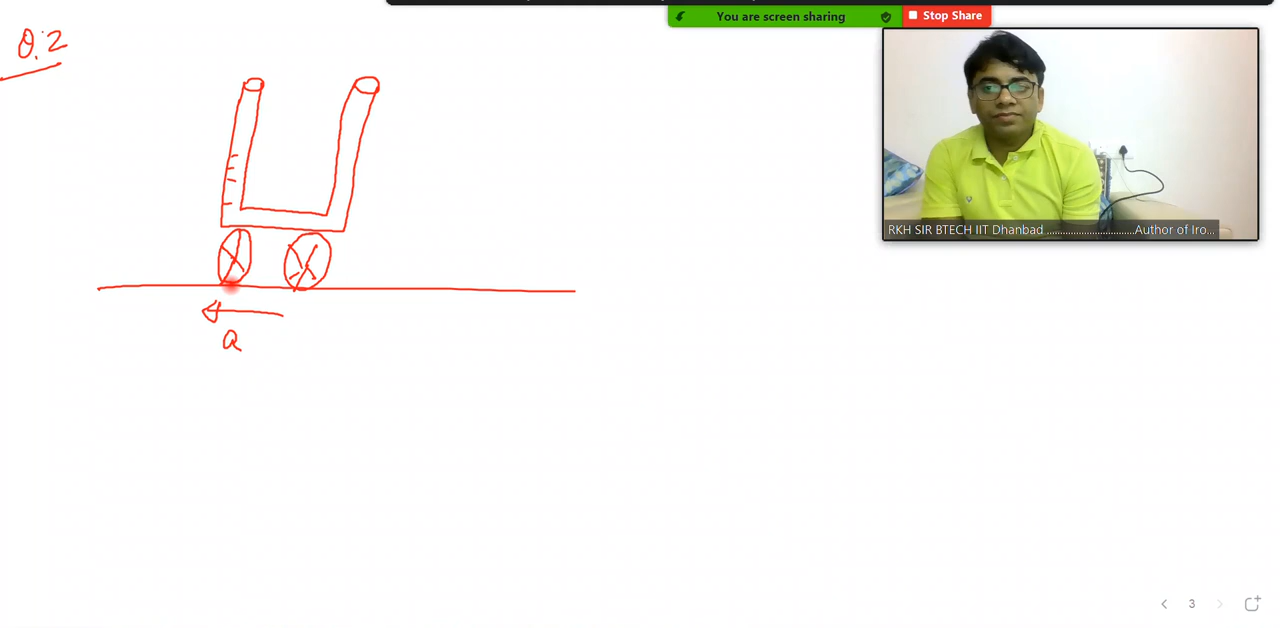 You are screen sharing
Stop Share
Q.2
RKH SIR BTECH IIT Dhanbad ..................................Author of Iro...
a
3